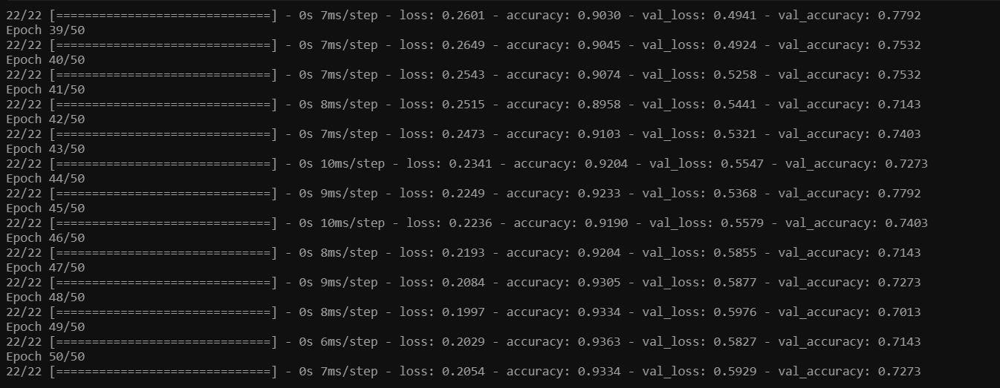 22/22 [==============================] - 0s 7ms/step - loss: 0.2601 - accuracy: 0.9030 - val_loss: 0.4941 - val_accuracy: 0.7792
Epoch 39/50
22/22 [==============================] - 0s 7ms/step - loss: 0.2649 - accuracy: 0.9045 - val_loss: 0.4924 - val_accuracy: 0.7532
Epoch 40/50
22/22 [==============================] - 0s 7ms/step - loss: 0.2543 - accuracy: 0.9074 - val_loss: 0.5258 - val_accuracy: 0.7532
Epoch 41/50
22/22 [==============================] - 0s 8ms/step - loss: 0.2515 - accuracy: 0.8958 - val_loss: 0.5441 - val_accuracy: 0.7143
Epoch 42/50
22/22 [==============================] - 0s 7ms/step - loss: 0.2473 - accuracy: 0.9103 - val_loss: 0.5321 - val_accuracy: 0.7403
Epoch 43/50
22/22 [==============================] - 0s 10ms/step - loss: 0.2341 - accuracy: 0.9204 - val_loss: 0.5547 - val_accuracy: 0.7273
Epoch 44/50
22/22 [==============================] - 0s 9ms/step - loss: 0.2249 - accuracy: 0.9233 - val_loss: 0.5368 - val_accuracy: 0.7792
Epoch 45/50
22/22 [==============================] - 0s 10ms/step - loss: 0.2236 - accuracy: 0.9190 - val_loss: 0.5579 - val_accuracy: 0.7403
Epoch 46/50
22/22 [==============================] - 0s 8ms/step - loss: 0.2193 - accuracy: 0.9204 - val_loss: 0.5855 - val_accuracy: 0.7143
Epoch 47/50
22/22 [==============================] - 0s 9ms/step - loss: 0.2084 - accuracy: 0.9305 - val_loss: 0.5877 - val_accuracy: 0.7273
Epoch 48/50
22/22 [==============================] - 0s 8ms/step - loss: 0.1997 - accuracy: 0.9334 - val_loss: 0.5976 - val_accuracy: 0.7013
Epoch 49/50
22/22 [==============================] - 0s 6ms/step - loss: 0.2029 - accuracy: 0.9363 - val_loss: 0.5827 - val_accuracy: 0.7143
Epoch 50/50
22/22 [==============================] - 0s 7ms/step - loss: 0.2054 - accuracy: 0.9334 - val_loss: 0.5929 - val_accuracy: 0.7273